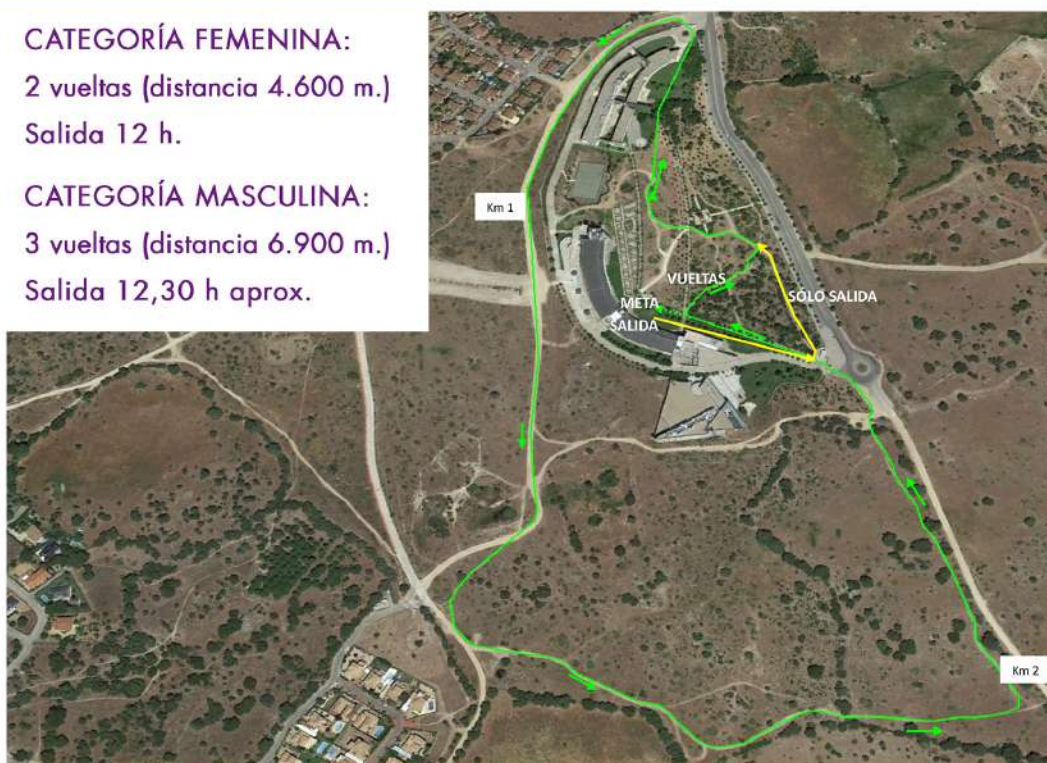 CATEGORÍA FEMENINA:
2 vueltas (distancia 4.600 m.)
Salida 12 h.
CATEGORÍA MASCULINA:
3 vueltas (distancia 6.900 m.)
Salida 12,30 h aprox.
Km 1
VUELTAS
META
SÓLO SALIDA
SALIDA
Km 2